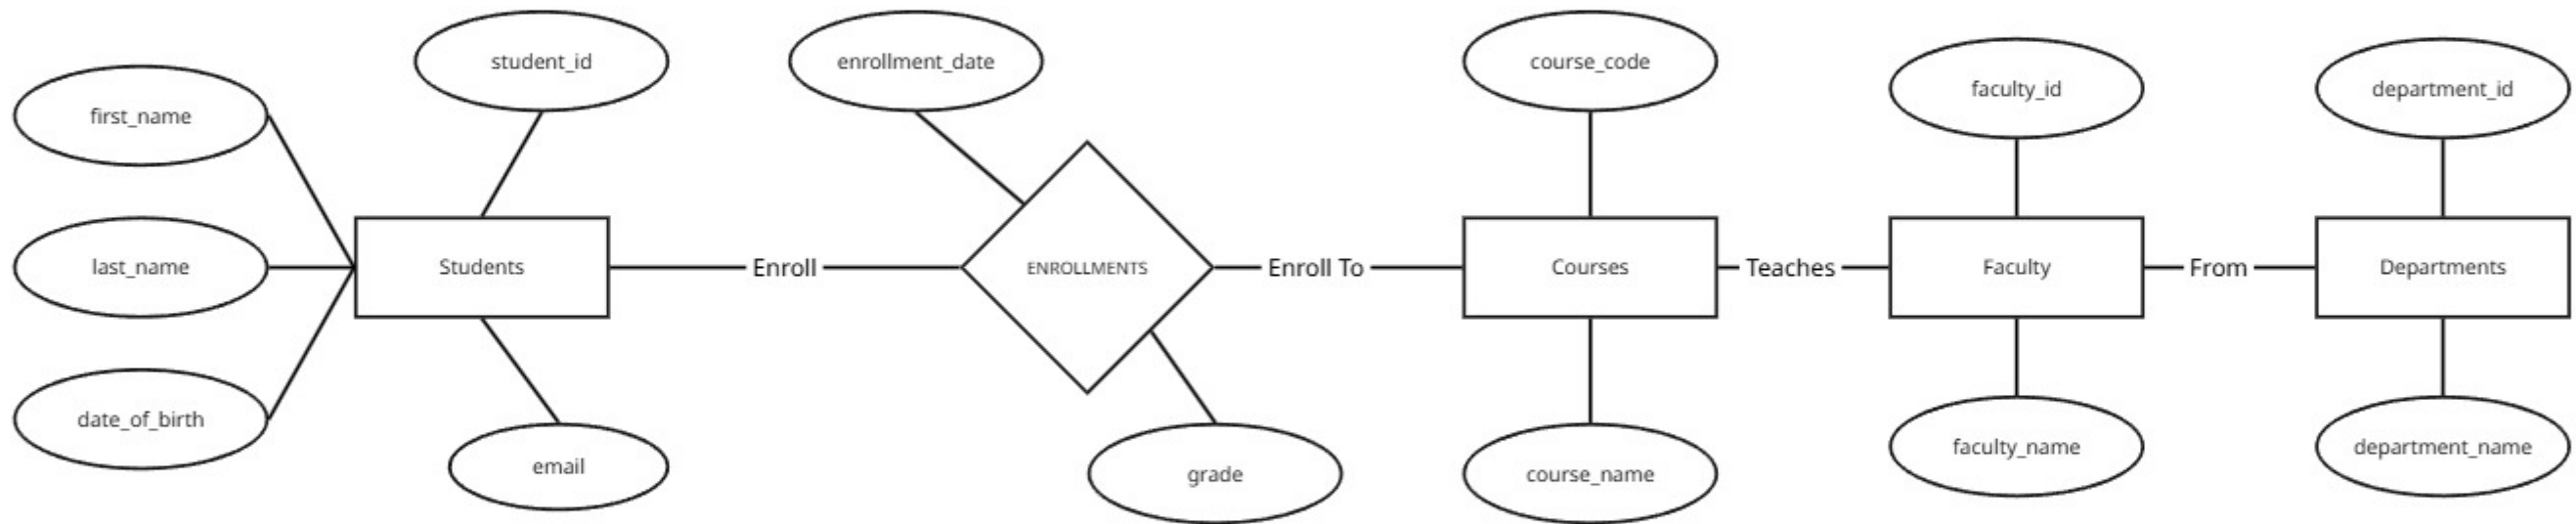 student_id
enrollment_date
course_code
first_name
faculty_id
department_id
last_name
Students
Enroll
ENROLLMENTS
Enroll To
Courses
Teaches
Faculty
From
Departments
date_of_birth
email
grade
course_name
faculty_name
department_name